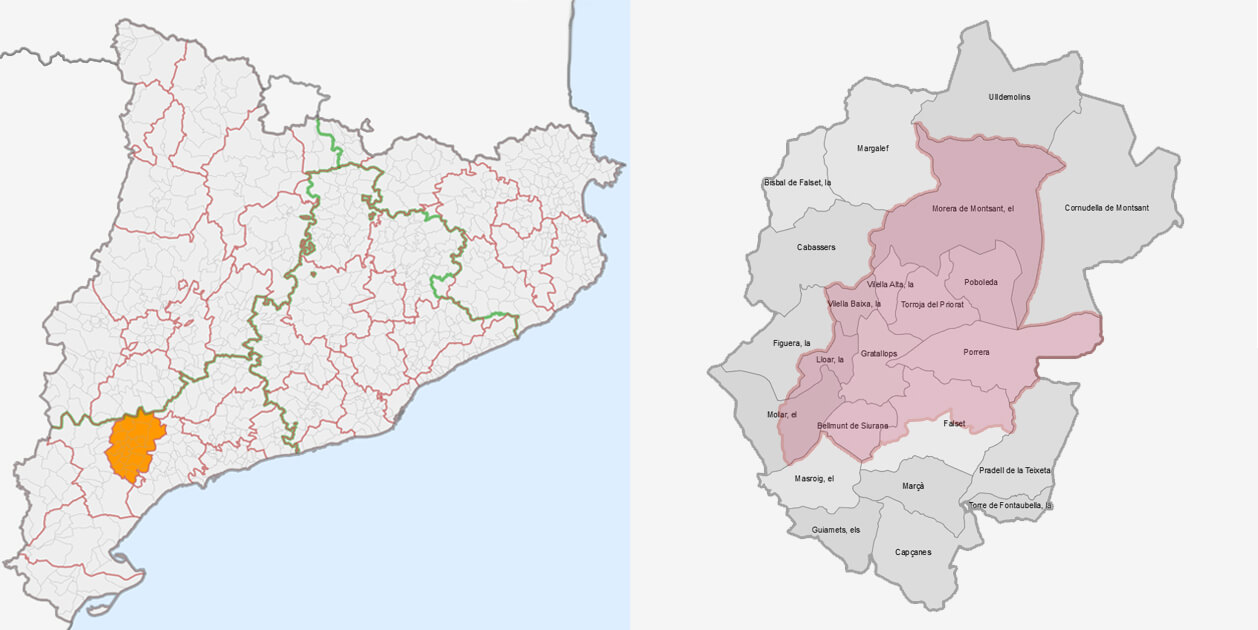 Ulldemolins
Margalef
Bisbal de Falset, la
Morera de Montsant, el
Cornudella de Montsant
Cabassers
Vilella Alta, la
Poboleda
Vilella Baixa, la
Torroja del Priorat
Figuera, la
Gratallops
Porrera
Lloar, la
Molar, el
Bellmunt de Siurana
Falset
Pradell de la Teixeta
Masroig, el
Marçà
Torre de Fontaubella, la
Guiamets, els
Capçanes